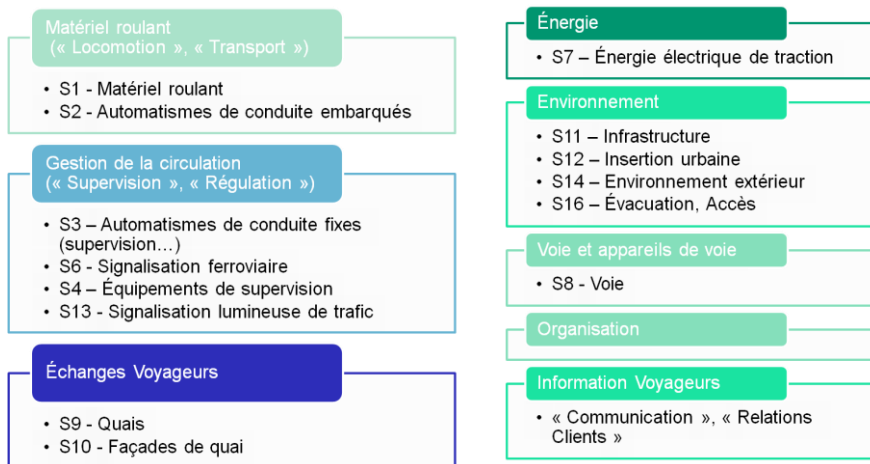 Matériel roulant
(« Locomotion », « Transport »)
• S1 - Matériel roulant
• S2 - Automatismes de conduite embarqués
Gestion de la circulation
(« Supervision », « Régulation »)
• S3 – Automatismes de conduite fixes
(supervision…)
• S6 - Signalisation ferroviaire
• S4 – Équipements de supervision
• S13 - Signalisation lumineuse de trafic
Échanges Voyageurs
• S9 - Quais
• S10 - Façades de quai
Énergie
• S7 – Énergie électrique de traction
Environnement
• S11 – Infrastructure
• S12 – Insertion urbaine
• S14 – Environnement extérieur
• S16 – Évacuation, Accès
Voie et appareils de voie
• S8 - Voie
Organisation
Information Voyageurs
• « Communication », « Relations
Clients »